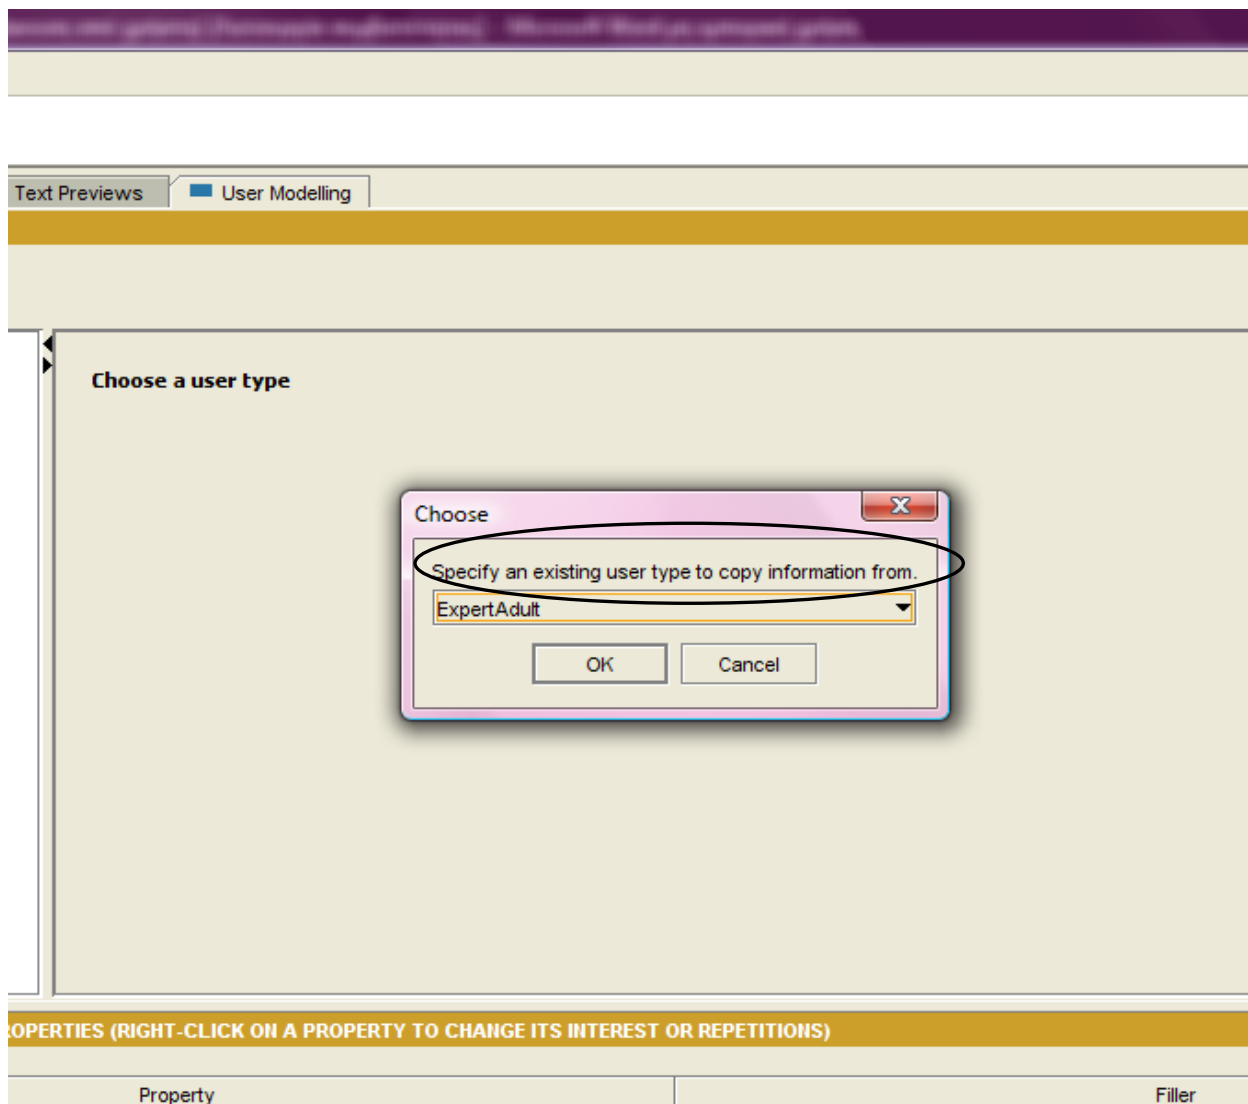 Text Previews
User Modelling
Choose a user type
Choose
Specify an existing user type to copy information from.
ExpertAdult
OK
Cancel
ROPERTIES (RIGHT-CLICK ON A PROPERTY TO CHANGE ITS INTEREST OR REPETITIONS)
Property
Filler